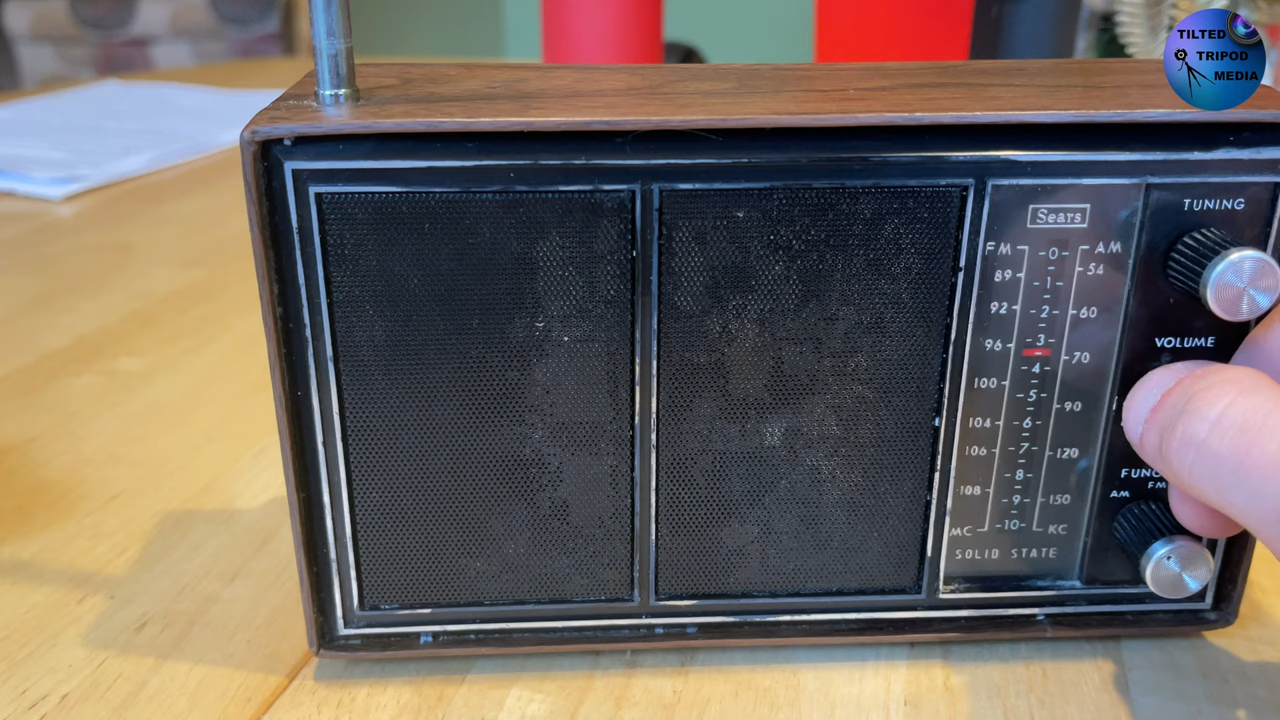 TILTED
TRIPOD
MEDIA
Sears
TUNING
FM -0- AM
89 54
-1-
92 -2- 60
96 -3-
70
-4-
100 -5- 90
104 -6-
106 -7- 120
-8-
108 -9- 150
MC -10- KC
SOLID STATE
VOLUME
AM FM